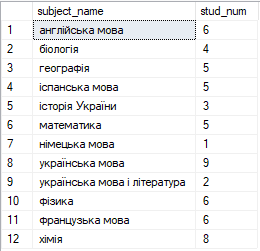 subject_name stud_num
1 англійська мова 6
2 біологія 4
3 географія 5
4 іспанська мова 5
5 історія України 3
6 математика 5
7 німецька мова 1
8 українська мова 9
9 українська мова і література 2
10 фізика 6
11 французька мова 6
12 хімія 8